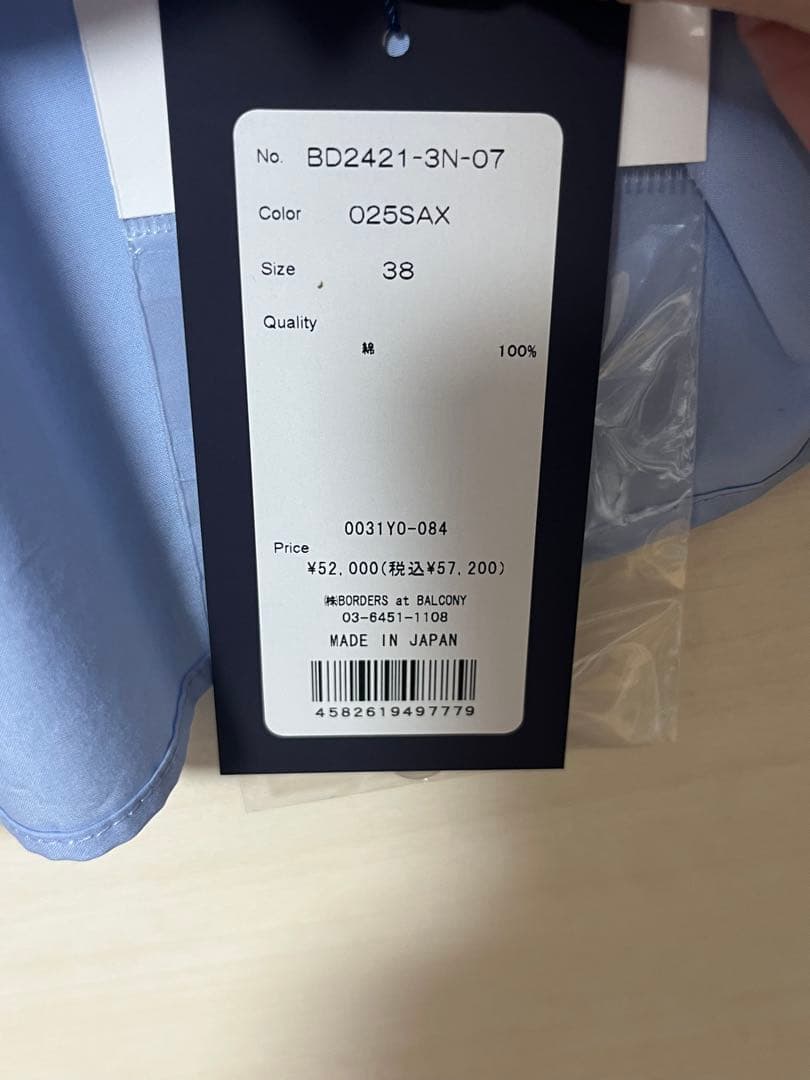 No. BD2421-3N-07
Color 025SAX
Size 38
Quality
綿 100%
0031Y0-084
Price
¥52,000(税込¥57,200)
㈱BORDERS at BALCONY
03-6451-1108
MADE IN JAPAN
4582619497779